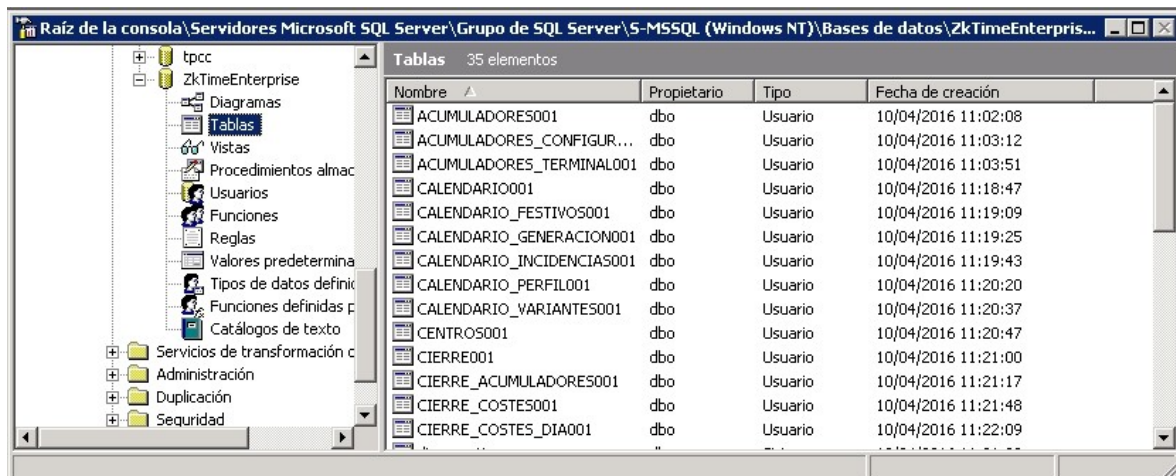 Raíz de la consola\Servidores Microsoft SQL Server\Grupo de SQL Server\S-MSSQL (Windows NT)\Bases de datos\ZkTimeEnterpris...
tpcc
ZkTimeEnterprise
Diagramas
Tablas
Vistas
Procedimientos almac
Usuarios
Funciones
Reglas
Valores predetermina
Tipos de datos definic
Funciones definidas p
Catálogos de texto
Servicios de transformación c
Administración
Duplicación
Seguridad
Tablas 35 elementos
Nombre Propietario Tipo Fecha de creación
ACUMULADORES001 dbo Usuario 10/04/2016 11:02:08
ACUMULADORES_CONFIGUR... dbo Usuario 10/04/2016 11:03:12
ACUMULADORES_TERMINAL001 dbo Usuario 10/04/2016 11:03:51
CALENDARIO001 dbo Usuario 10/04/2016 11:18:47
CALENDARIO_FESTIVOS001 dbo Usuario 10/04/2016 11:19:09
CALENDARIO_GENERACION001 dbo Usuario 10/04/2016 11:19:25
CALENDARIO_INCIDENCIAS001 dbo Usuario 10/04/2016 11:19:43
CALENDARIO_PERFIL001 dbo Usuario 10/04/2016 11:20:20
CALENDARIO_VARIANTES001 dbo Usuario 10/04/2016 11:20:37
CENTROS001 dbo Usuario 10/04/2016 11:20:47
CIERRE001 dbo Usuario 10/04/2016 11:21:00
CIERRE_ACUMULADORES001 dbo Usuario 10/04/2016 11:21:17
CIERRE_COSTES001 dbo Usuario 10/04/2016 11:21:48
CIERRE_COSTES_DIA001 dbo Usuario 10/04/2016 11:22:09